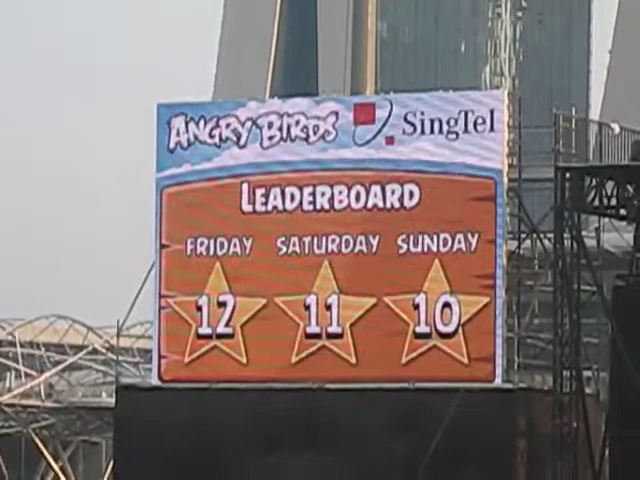 ANGRY BIRDS SingTel
LEADERBOARD
FRIDAY SATURDAY SUNDAY
12 11 10